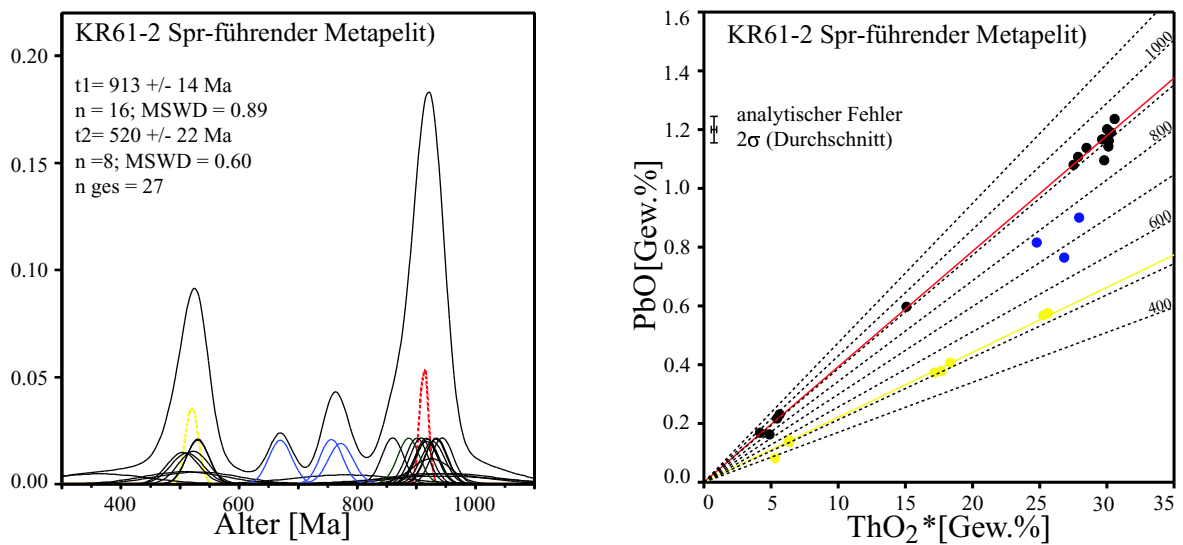 KR61-2 Spr-führender Metapelit)
t1= 913 +/- 14 Ma
n = 16; MSWD = 0.89
t2= 520 +/- 22 Ma
n =8; MSWD = 0.60
n ges = 27
0.20
0.15
0.10
0.05
0.00
400
600
800
1000
Alter [Ma]
KR61-2 Spr-führender Metapelit)
analytischer Fehler
2σ (Durchschnitt)
1.6
1.4
1.2
1.0
0.8
0.6
0.4
0.2
0.0
PbO[Gew.%]
1000
800
600
400
0
5
10
15
20
25
30
35
ThO2*[Gew.%]